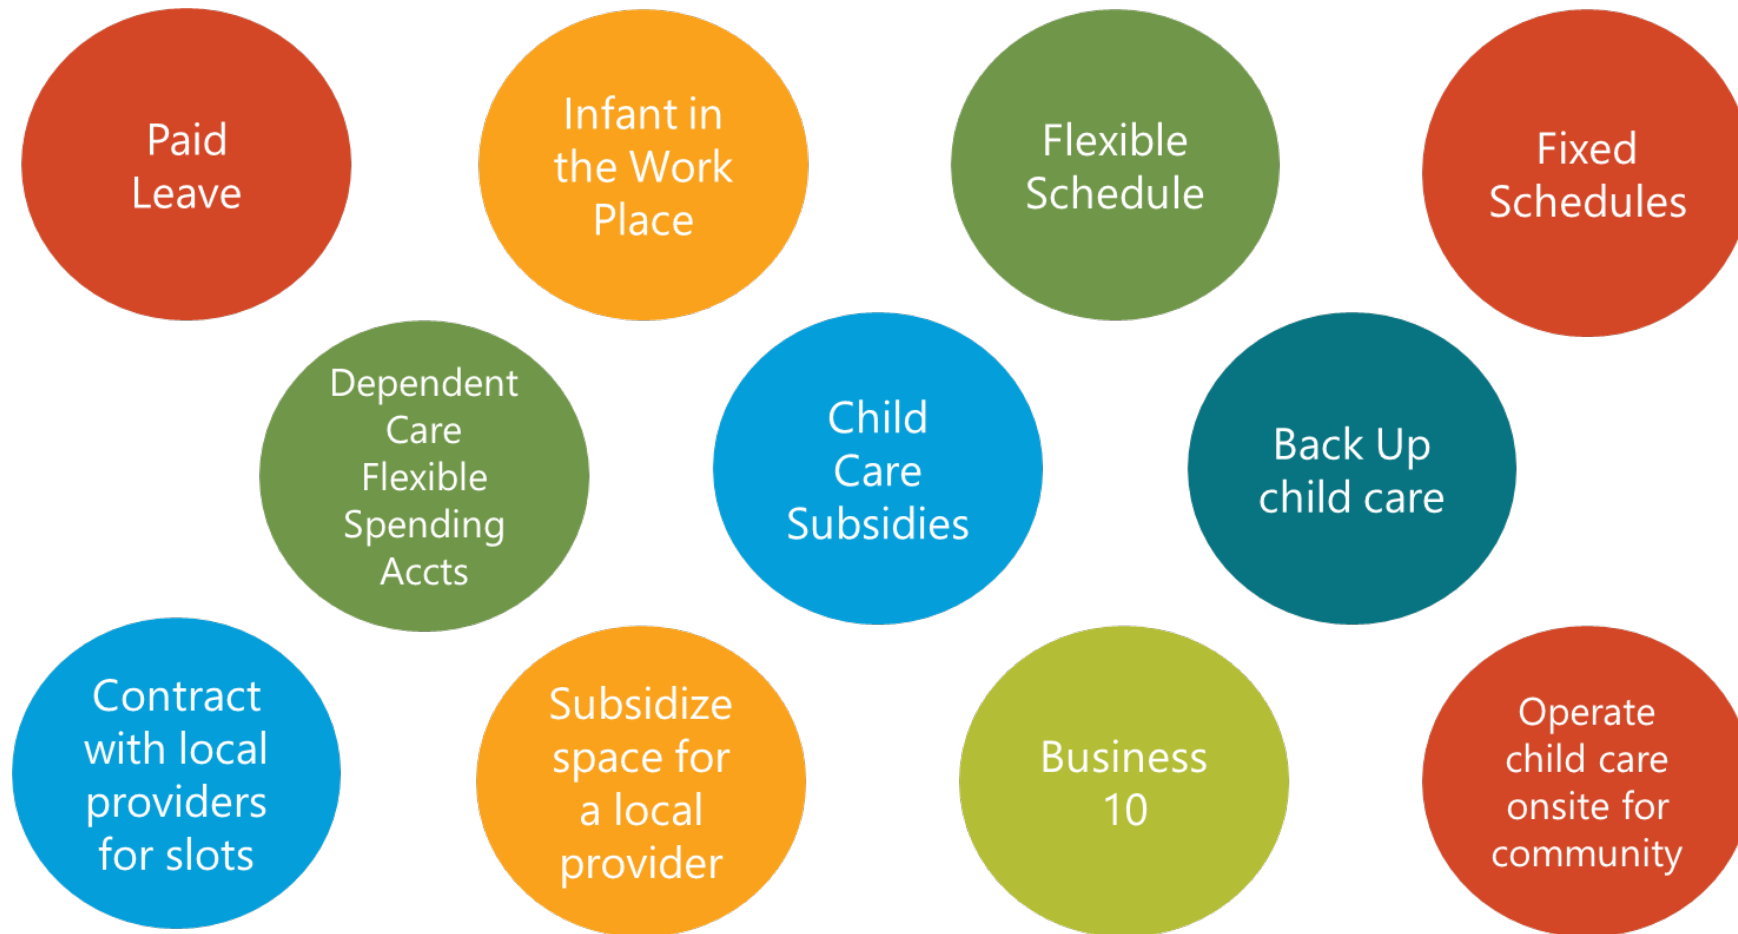 Paid
Leave
Infant in
the Work
Place
Flexible
Schedule
Fixed
Schedules
Dependent
Care
Flexible
Spending
Accts
Child
Care
Subsidies
Back Up
child care
Contract
with local
providers
for slots
Subsidize
space for
a local
provider
Business
10
Operate
child care
onsite for
community